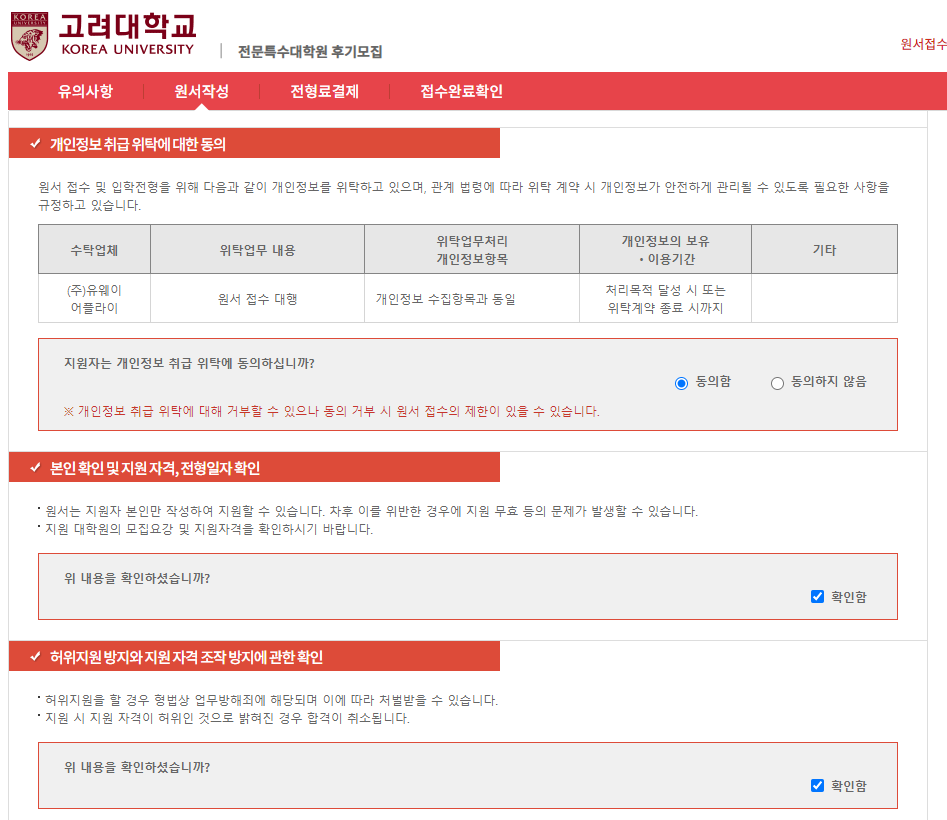 KOREA
UNIVERSITY
고려대학교
KOREA UNIVERSITY
전문특수대학원 후기모집
원서접수
유의사항
원서작성
전형료결제
접수완료확인
개인정보 취급 위탁에 대한 동의
원서 접수 및 입학전형을 위해 다음과 같이 개인정보를 위탁하고 있으며, 관계 법령에 따라 위탁 계약 시 개인정보가 안전하게 관리될 수 있도록 필요한 사항을
규정하고 있습니다.
수탁업체
위탁업무 내용
위탁업무처리
개인정보항목
개인정보의 보유
・이용기간
기타
(주)유웨이
어플라이
원서 접수 대행
개인정보 수집항목과 동일
처리목적 달성 시 또는
위탁계약 종료 시까지
지원자는 개인정보 취급 위탁에 동의하십니까?
동의함
동의하지 않음
※ 개인정보 취급 위탁에 대해 거부할 수 있으나 동의 거부 시 원서 접수의 제한이 있을 수 있습니다.
본인 확인 및 지원 자격, 전형일자 확인
원서는 지원자 본인만 작성하여 지원할 수 있습니다. 차후 이를 위반한 경우에 지원 무효 등의 문제가 발생할 수 있습니다.
지원 대학원의 모집요강 및 지원자격을 확인하시기 바랍니다.
위 내용을 확인하셨습니까?
확인함
허위지원 방지와 지원 자격 조작 방지에 관한 확인
허위지원을 할 경우 형법상 업무방해죄에 해당되며 이에 따라 처벌받을 수 있습니다.
지원 시 지원 자격이 허위인 것으로 밝혀진 경우 합격이 취소됩니다.
위 내용을 확인하셨습니까?
확인함